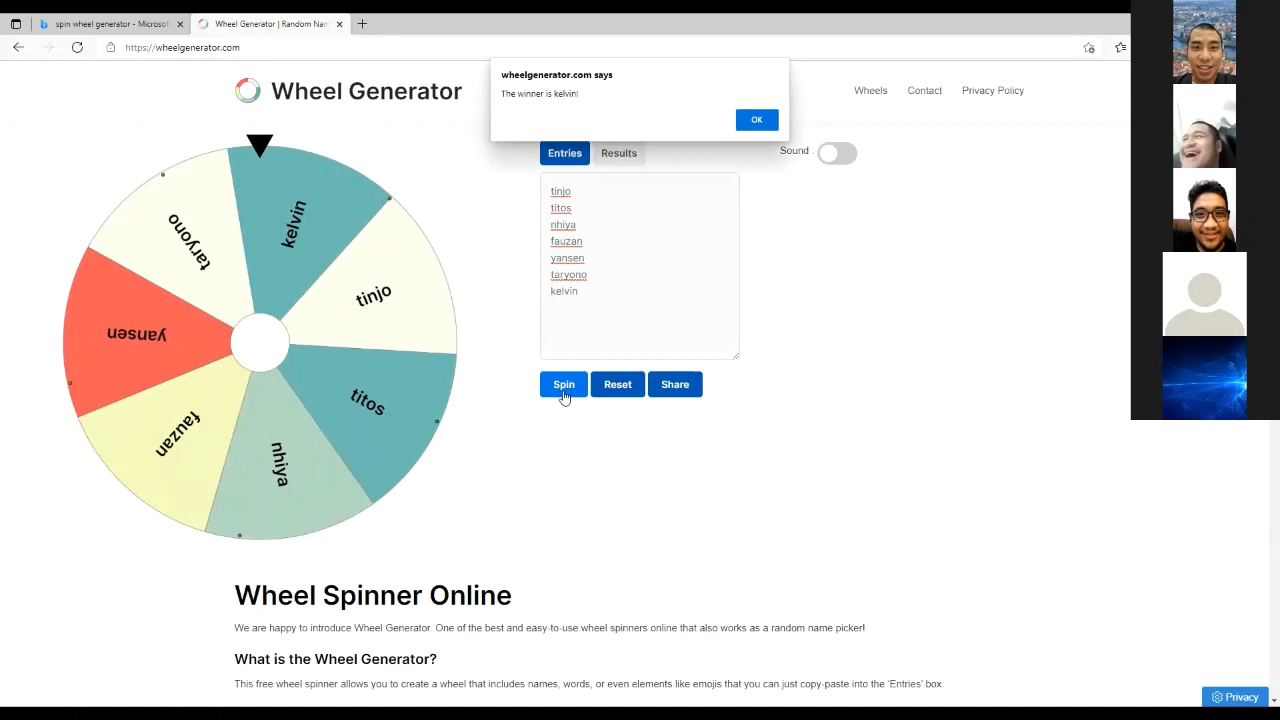 spin wheel generator - Microsof
Wheel Generator | Random Nam
https://wheelgenerator.com
Wheel Generator
wheelgenerator.com says
The winner is kelvin!
OK
Wheels
Contact
Privacy Policy
Entries
Results
Sound :
tinjo
titos
nhiya
fauzan
yansen
taryono
kelvin
kelvin
tinjo
titos
nhiya
fauzan
yansen
taryono
Spin
Reset
Share
Wheel Spinner Online
We are happy to introduce Wheel Generator. One of the best and easy-to-use wheel spinners online that also works as a random name picker!
What is the Wheel Generator?
This free wheel spinner allows you to create a wheel that includes names, words, or even elements like emojis that you can just copy-paste into the 'Entries' box.
Privacy